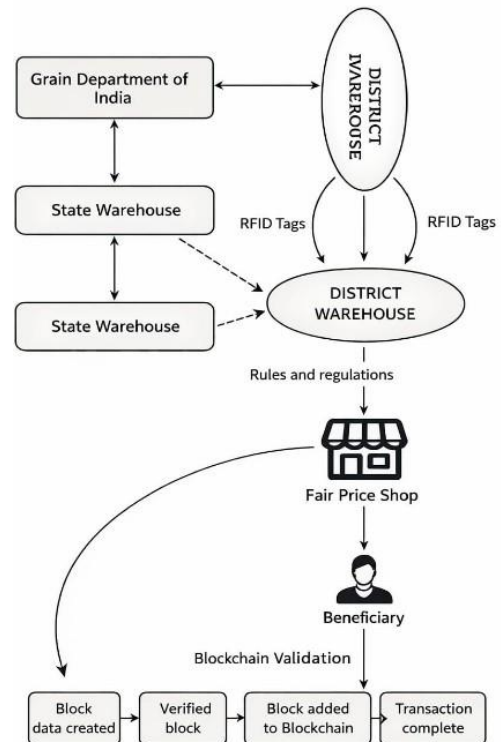 Grain Department of
India
DISTRICT
IVAREROUSE
State Warehouse
RFID Tags
RFID Tags
State Warehouse
DISTRICT
WAREHOUSE
Rules and regulations
Fair Price Shop
Beneficiary
Blockchain Validation
Block
data created
Verified
block
Block added
to Blockchain
Transaction
complete